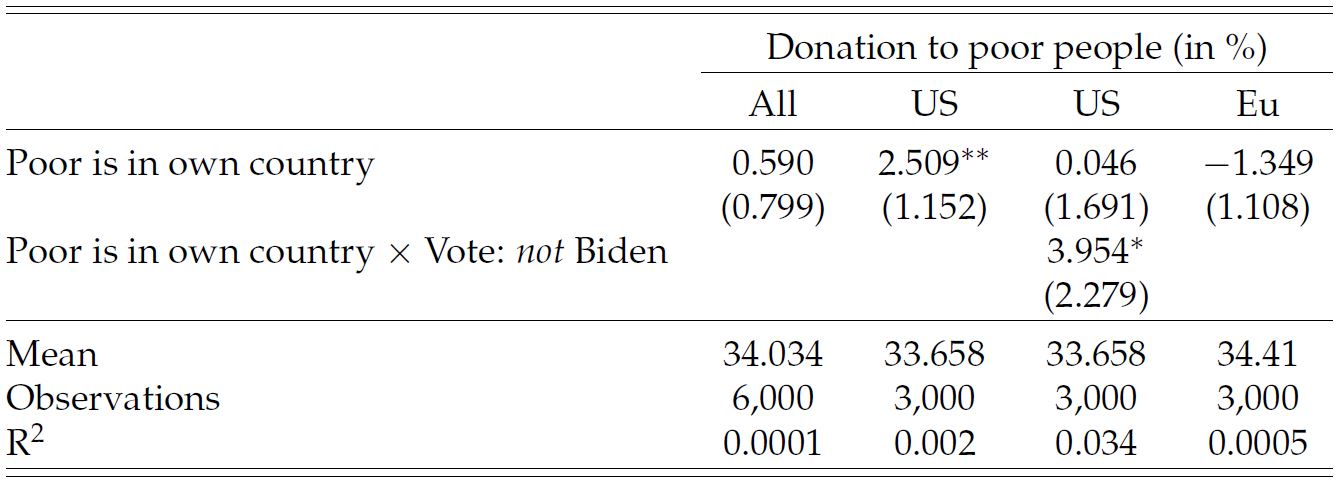 Donation to poor people (in %)
All US US Eu
Poor is in own country 0.590 2.509** 0.046 −1.349
(0.799) (1.152) (1.691) (1.108)
Poor is in own country × Vote: not Biden 3.954*
(2.279)
Mean 34.034 33.658 33.658 34.41
Observations 6,000 3,000 3,000 3,000
R² 0.0001 0.002 0.034 0.0005